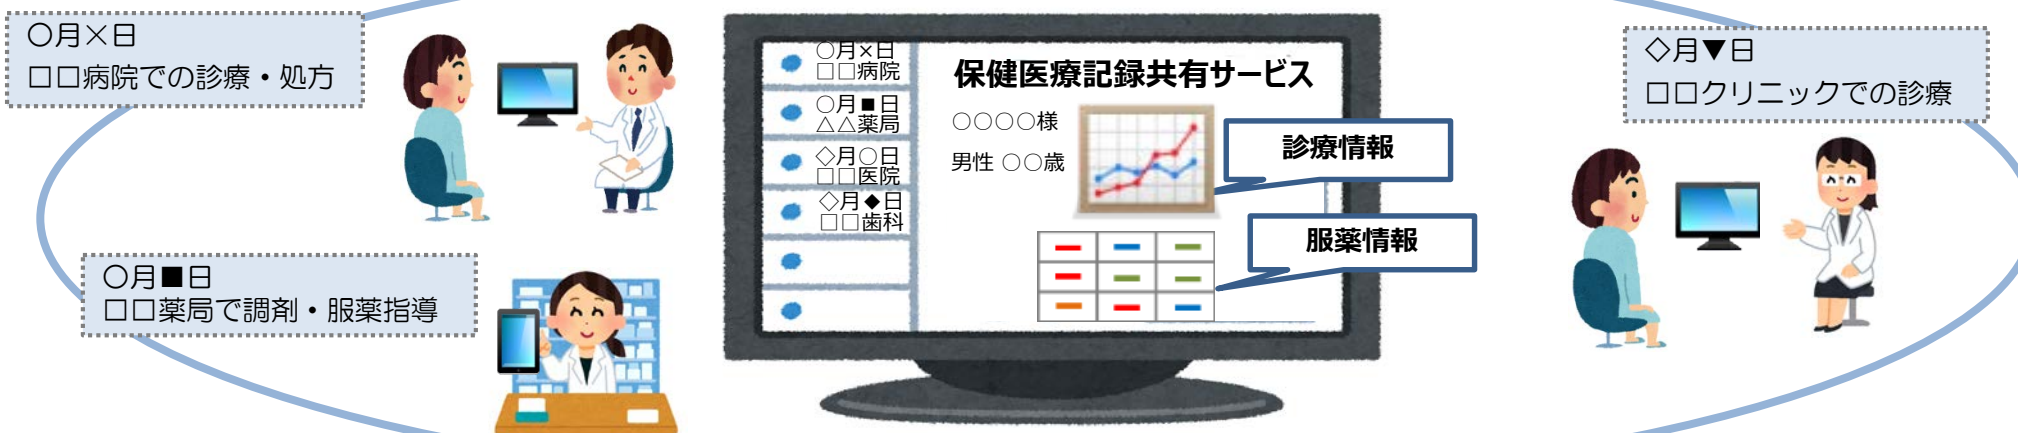 〇月×日
□□病院での診療・処方
〇月■日
□□薬局で調剤・服薬指導
○月×日
□□病院
○月■日
△△薬局
◇月○日
□□医院
◇月◆日
□□歯科
保健医療記録共有サービス
○○○○様
男性 ○○歳
診療情報
服薬情報
◇月▼日
□□クリニックでの診療